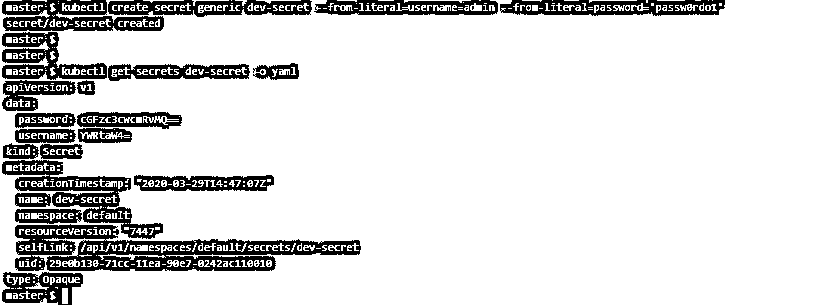 master $ kubectl create secret generic dev-secret --from-literal=username=admin --from-literal=password="passw0rdo1"
secret/dev-secret created
master $
master $
master $ kubectl get secrets dev-secret -o yaml
apiVersion: v1
data:
password: cGFzc3cwcmRvMQ==
username: YWRtaW4=
kind: Secret
metadata:
creationTimestamp: "2020-03-29T14:47:07Z"
name: dev-secret
namespace: default
resourceVersion: "7447"
selfLink: /api/v1/namespaces/default/secrets/dev-secret
uid: 29e0b130-71cc-11ea-90e7-0242ac110010
type: Opaque
master $